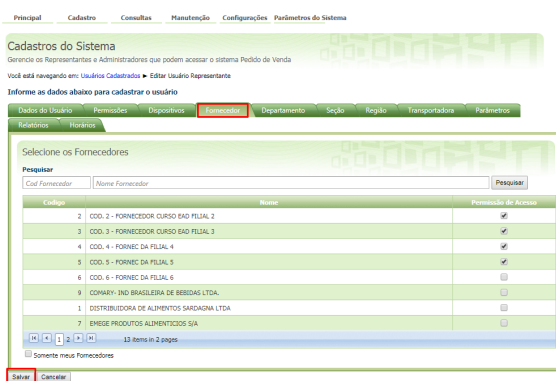 Principal Cadastro Consultas Manutenção Configurações Parâmetros do Sistema
Cadastros do Sistema
Gerencie os Representantes e Administradores que podem acessar o sistema Pedido de Venda
Você está navegando em: Usuários Cadastrados ► Editar Usuário Representante
Informe as dados abaixo para cadastrar o usuário
Dados do Usuário Permissões Dispositivos Fornecedor Departamento Seção Região Transportadora Parâmetros
Relatórios Horários
Selecione os Fornecedores
Pesquisar
Cod Fornecedor Nome Fornecedor Pesquisar
Codigo Nome Permissão de Acesso
2 COD. 2 - FORNECEDOR CURSO EAD FILIAL 2
3 COD. 3 - FORNECEDOR CURSO EAD FILIAL 3
4 COD. 4 - FORNEC DA FILIAL 4
5 COD. 5 - FORNEC DA FILIAL 5
6 COD. 6 - FORNEC DA FILIAL 6
9 COMARY- IND BRASILEIRA DE BEBIDAS LTDA.
1 DISTRIBUIDORA DE ALIMENTOS SARDAGNA LTDA
7 EMEGE PRODUTOS ALIMENTICIOS S/A
1 2 13 items in 2 pages
Somente meus Fornecedores
Salvar Cancelar